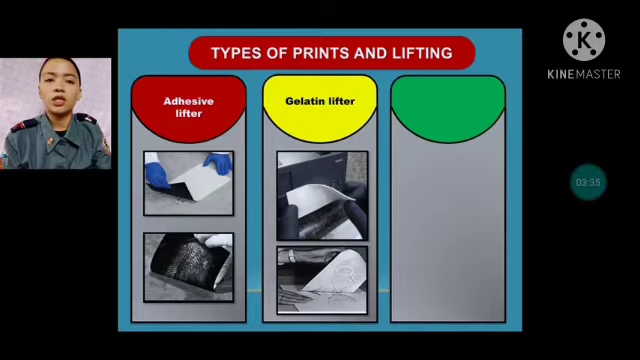 TYPES OF PRINTS AND LIFTING
K
KINEMASTER
Adhesive
lifter
Gelatin lifter
03:35